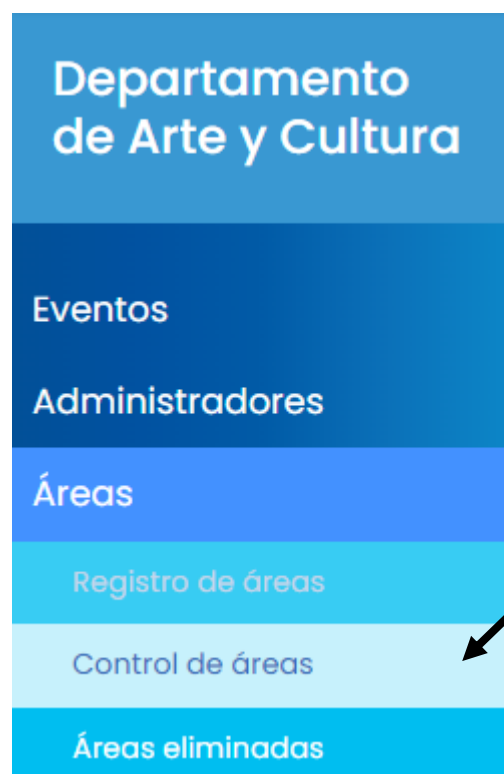 Departamento
de Arte y Cultura
Eventos
Administradores
Áreas
Registro de áreas
Control de áreas
Áreas eliminadas